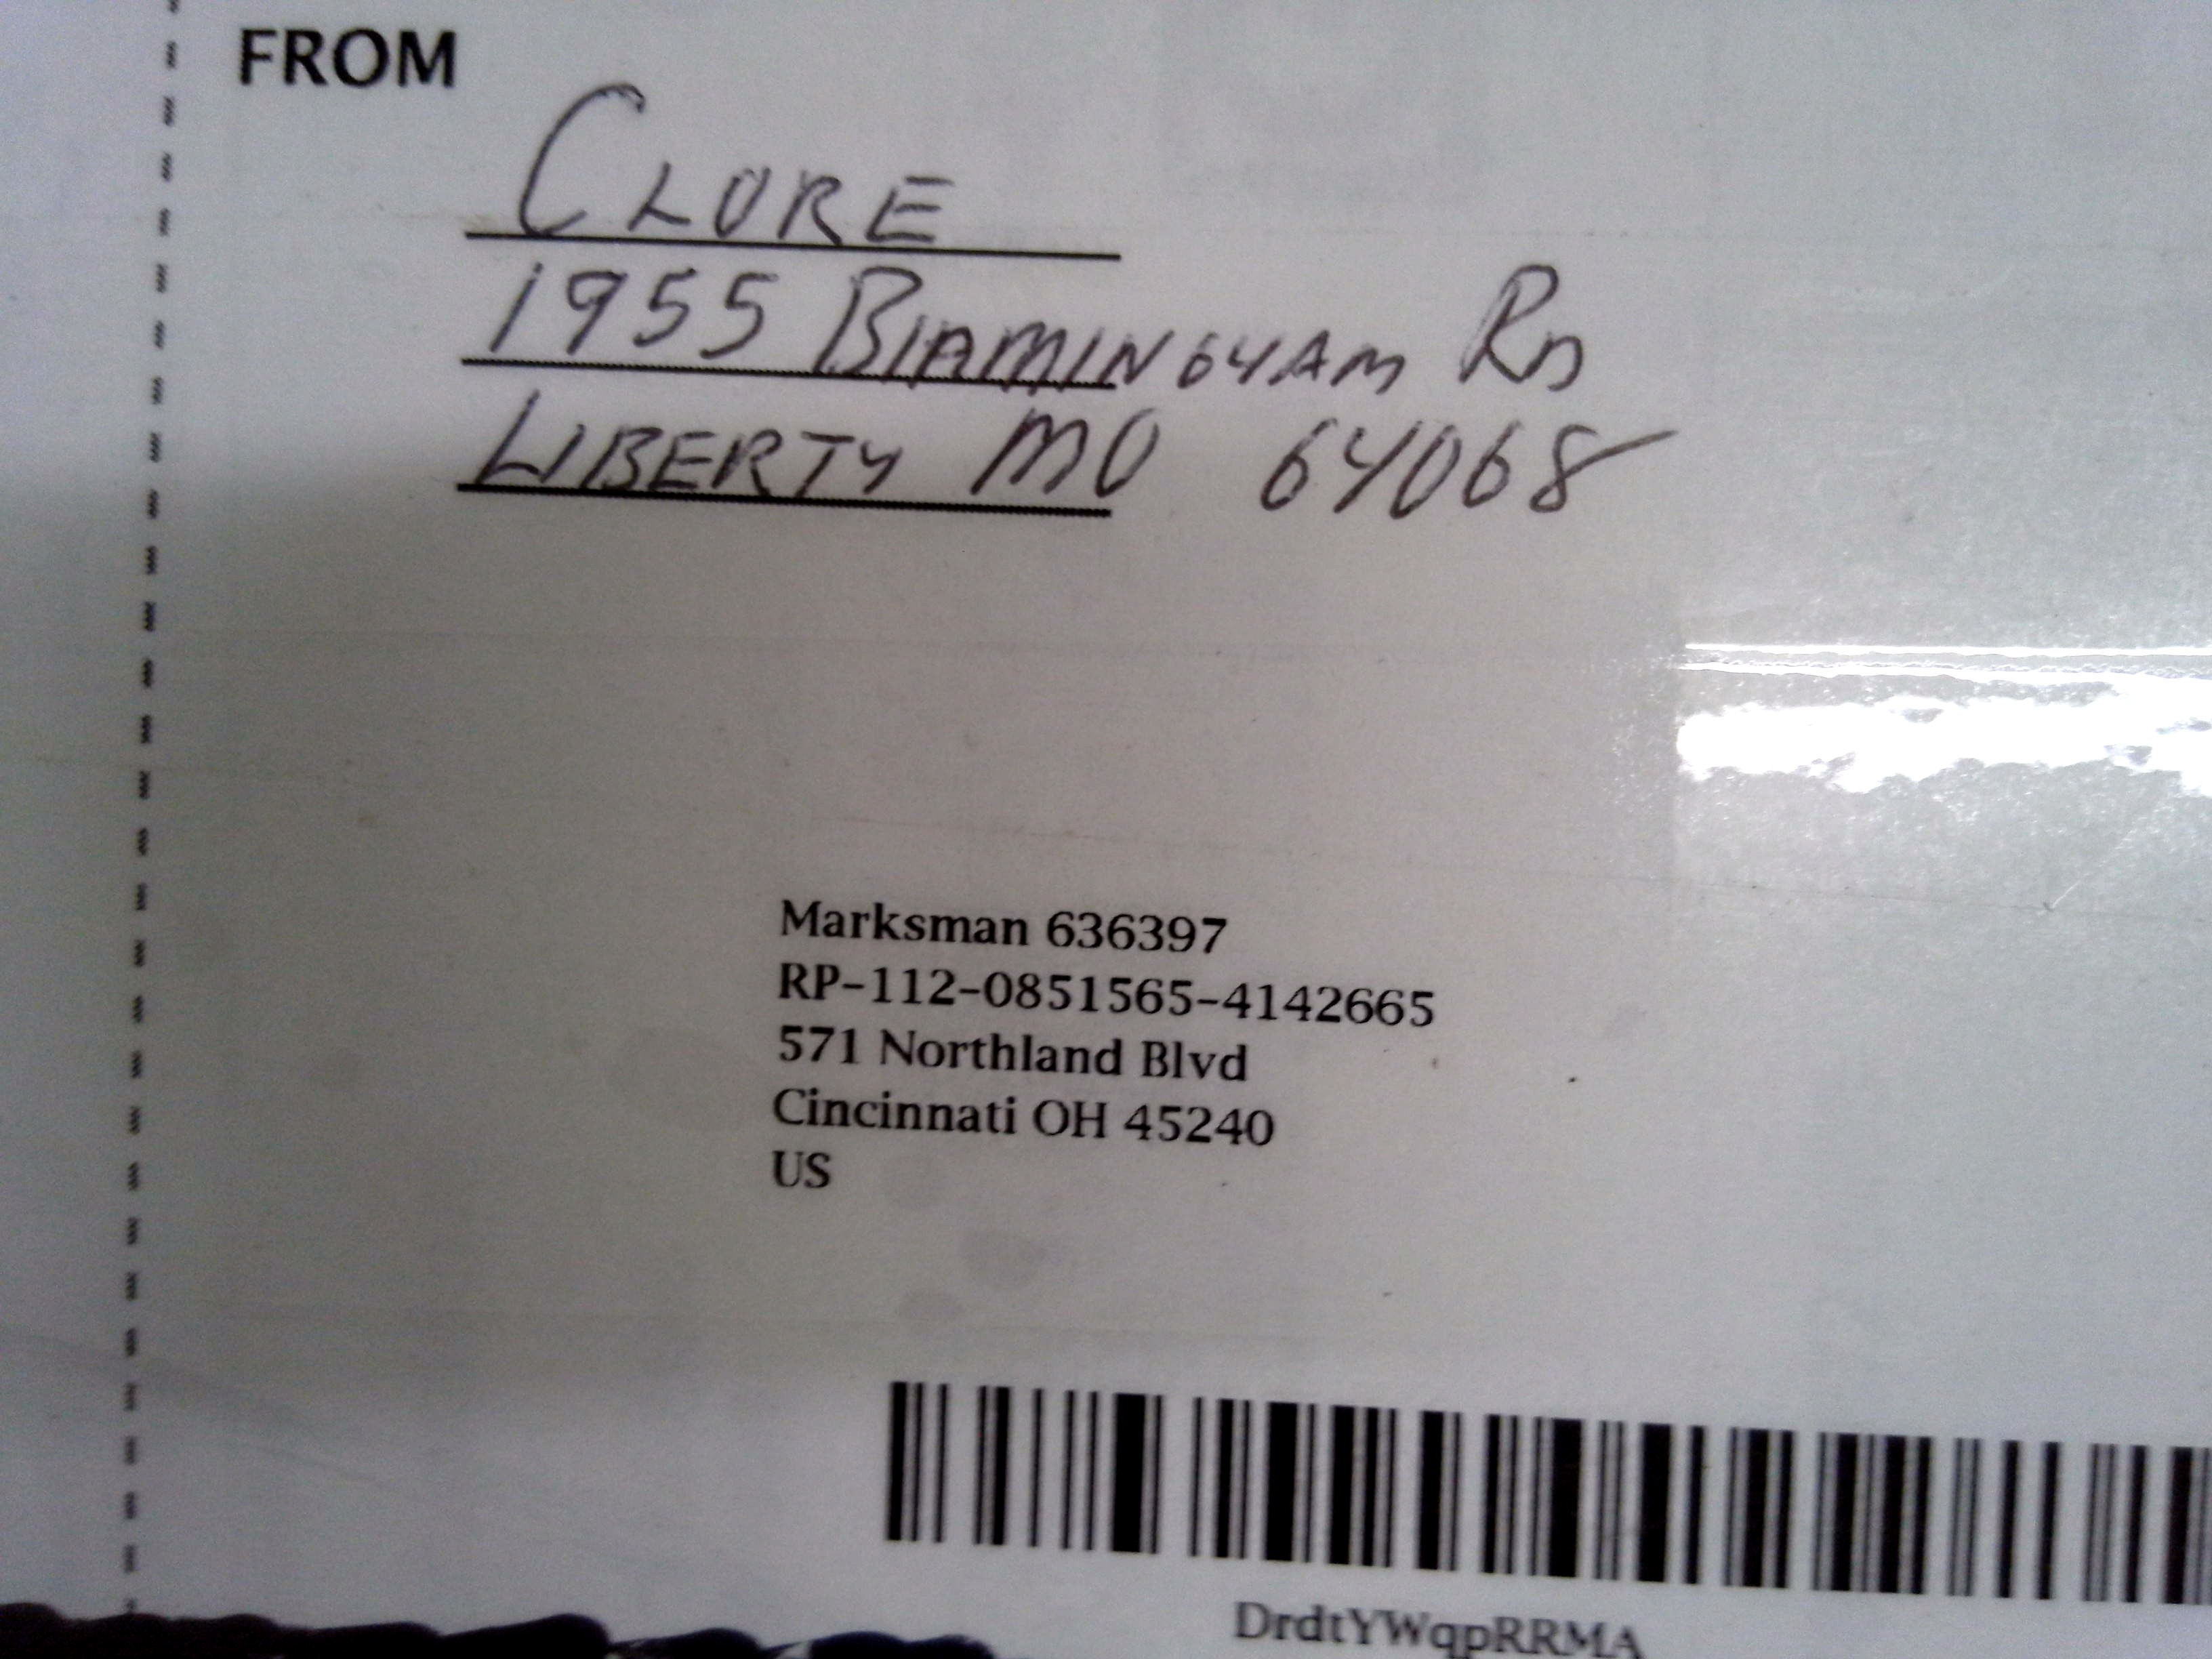 FROM
CLORE
1955 BIRMINGHAM RD
LIBERTY MO 64068
Marksman 636397
RP-112-0851565-4142665
571 Northland Blvd
Cincinnati OH 45240
US
DrdtYWqpRRMA